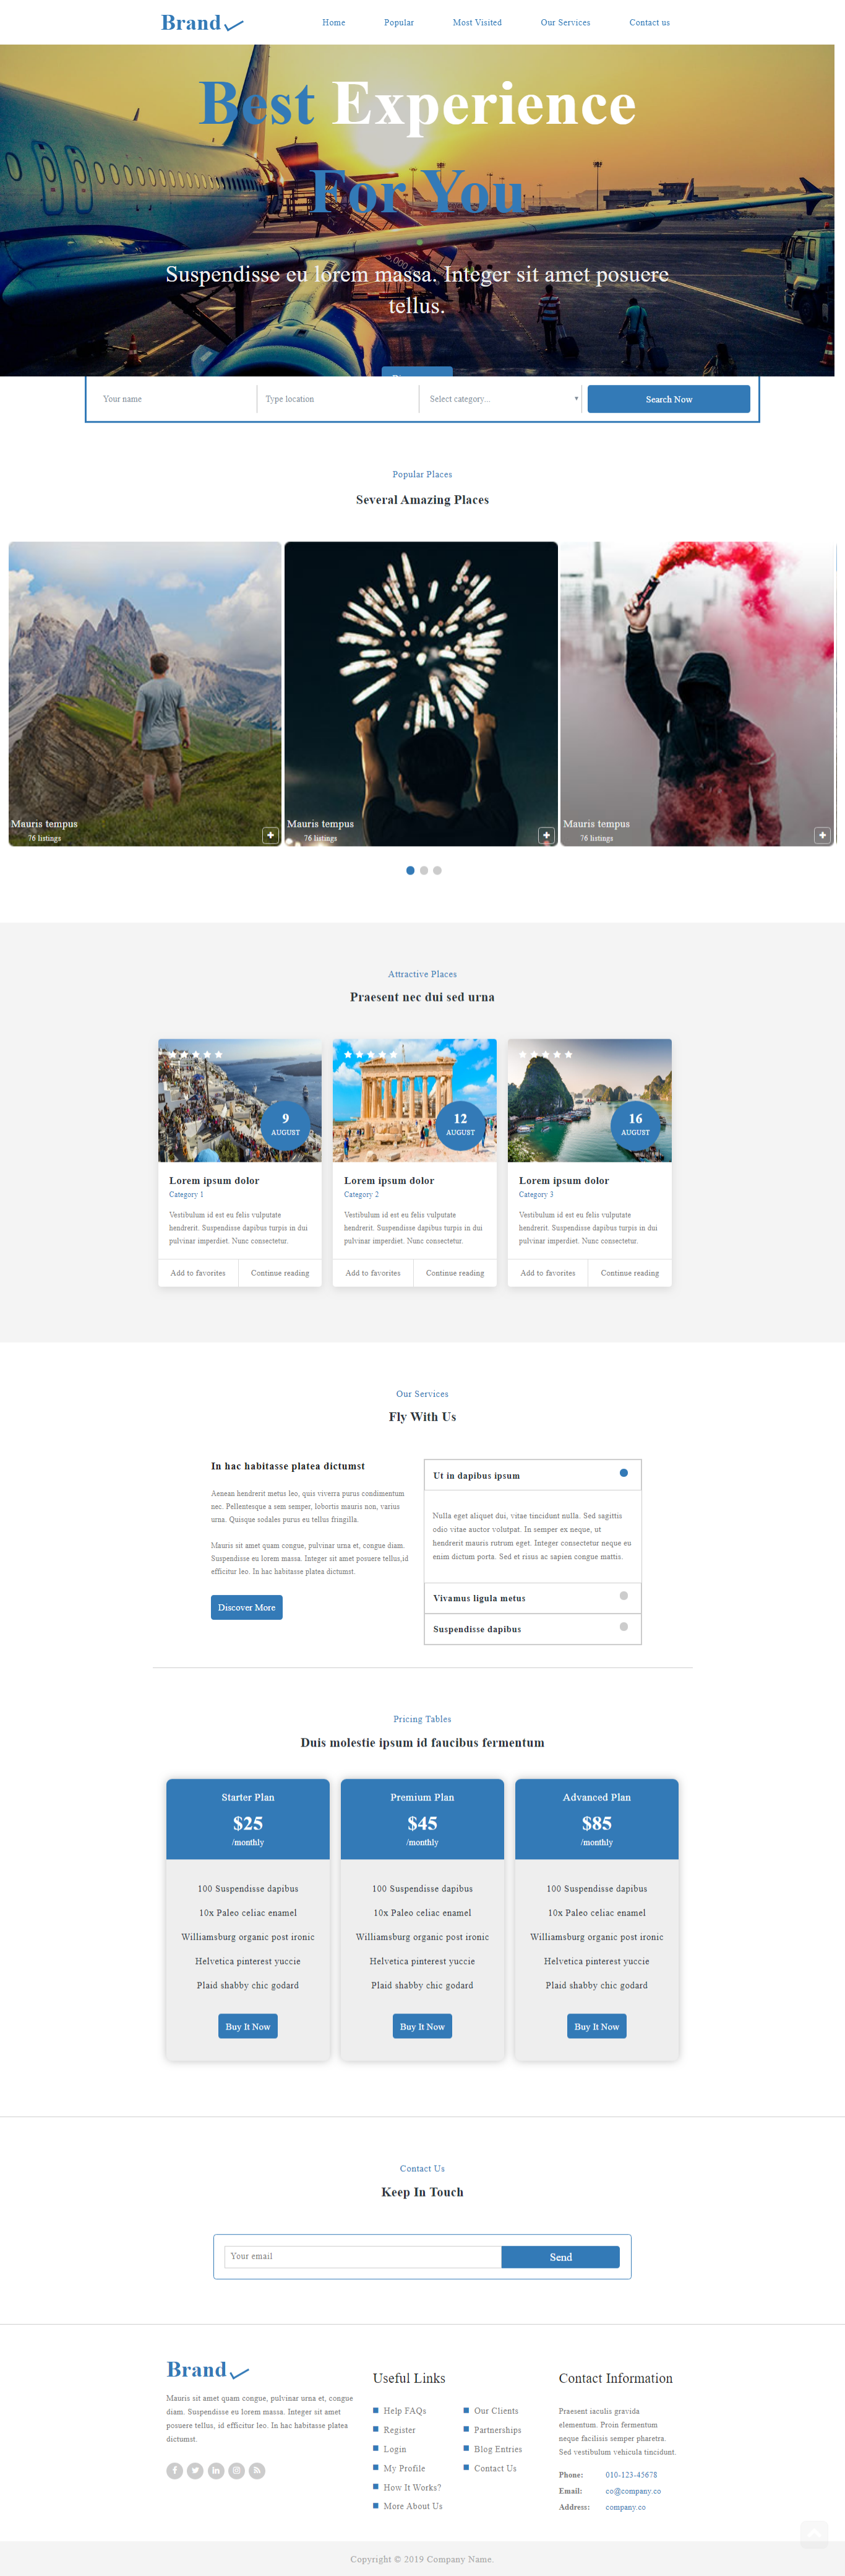 Brand
Home Popular Most Visited Our Services Contact us
Best Experience
For You
Suspendisse eu lorem massa. Integer sit amet posuere
tellus.
Your name Type location Select category... Search Now
Popular Places
Several Amazing Places
Mauris tempus
76 listings
Mauris tempus
76 listings
Mauris tempus
76 listings
Attractive Places
Praesent nec dui sed urna
9
AUGUST
Lorem ipsum dolor
Category 1
Vestibulum id est eu felis vulputate
hendrerit. Suspendisse dapibus turpis in dui
pulvinar imperdiet. Nunc consectetur.
Add to favorites Continue reading
12
AUGUST
Lorem ipsum dolor
Category 2
Vestibulum id est eu felis vulputate
hendrerit. Suspendisse dapibus turpis in dui
pulvinar imperdiet. Nunc consectetur.
Add to favorites Continue reading
16
AUGUST
Lorem ipsum dolor
Category 3
Vestibulum id est eu felis vulputate
hendrerit. Suspendisse dapibus turpis in dui
pulvinar imperdiet. Nunc consectetur.
Add to favorites Continue reading
Our Services
Fly With Us
In hac habitasse platea dictumst
Aenean hendrerit metus leo, quis viverra purus condimentum
nec. Pellentesque a sem semper, lobortis mauris non, varius
urna. Quisque sodales purus eu tellus fringilla.
Mauris sit amet quam congue, pulvinar urna et, congue diam.
Suspendisse eu lorem massa. Integer sit amet posuere tellus,id
efficitur leo. In hac habitasse platea dictumst.
Discover More
Ut in dapibus ipsum
Nulla eget aliquet dui, vitae tincidunt nulla. Sed sagittis
odio vitae auctor volutpat. In semper ex neque, ut
hendrerit mauris rutrum eget. Integer consectetur neque eu
enim dictum porta. Sed et risus ac sapien congue mattis.
Vivamus ligula metus
Suspendisse dapibus
Pricing Tables
Duis molestie ipsum id faucibus fermentum
Starter Plan
$25
/monthly
100 Suspendisse dapibus
10x Paleo celiac enamel
Williamsburg organic post ironic
Helvetica pinterest yuccie
Plaid shabby chic godard
Buy It Now
Premium Plan
$45
/monthly
100 Suspendisse dapibus
10x Paleo celiac enamel
Williamsburg organic post ironic
Helvetica pinterest yuccie
Plaid shabby chic godard
Buy It Now
Advanced Plan
$85
/monthly
100 Suspendisse dapibus
10x Paleo celiac enamel
Williamsburg organic post ironic
Helvetica pinterest yuccie
Plaid shabby chic godard
Buy It Now
Contact Us
Keep In Touch
Your email Send
Brand
Mauris sit amet quam congue, pulvinar urna et, congue
diam. Suspendisse eu lorem massa. Integer sit amet
posuere tellus, id efficitur leo. In hac habitasse platea
dictumst.
Useful Links
Help FAQs
Register
Login
My Profile
How It Works?
More About Us
Our Clients
Partnerships
Blog Entries
Contact Us
Contact Information
Praesent iaculis gravida
elementum. Proin fermentum
neque facilisis semper pharetra.
Sed vestibulum vehicula tincidunt.
Phone: 010-123-45678
Email: co@company.co
Address: company.co
Copyright © 2019 Company Name.